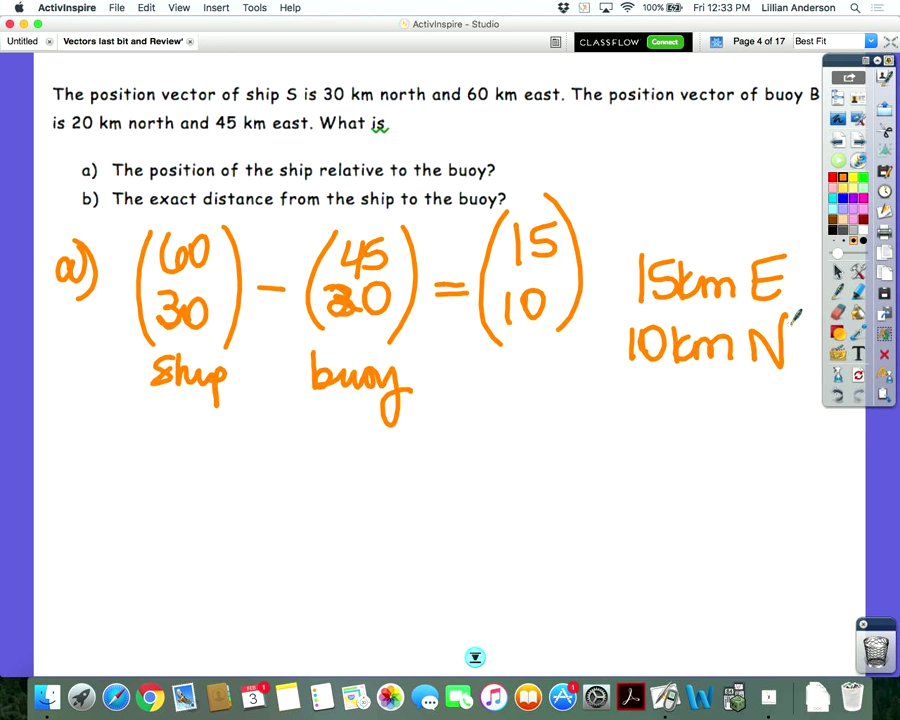 ActivInspire File Edit View Insert Tools Help 100% Fri 12:33 PM Lillian Anderson
ActivInspire - Studio
Untitled Vectors last bit and Review* CLASSFLOW Connect Page 4 of 17 Best Fit
The position vector of ship S is 30 km north and 60 km east. The position vector of buoy B
is 20 km north and 45 km east. What is
a) The position of the ship relative to the buoy?
b) The exact distance from the ship to the buoy?
a) (60 30) - (45 20) = (15 10) 15km E
10km N
ship buoy
FEB 3 1 1